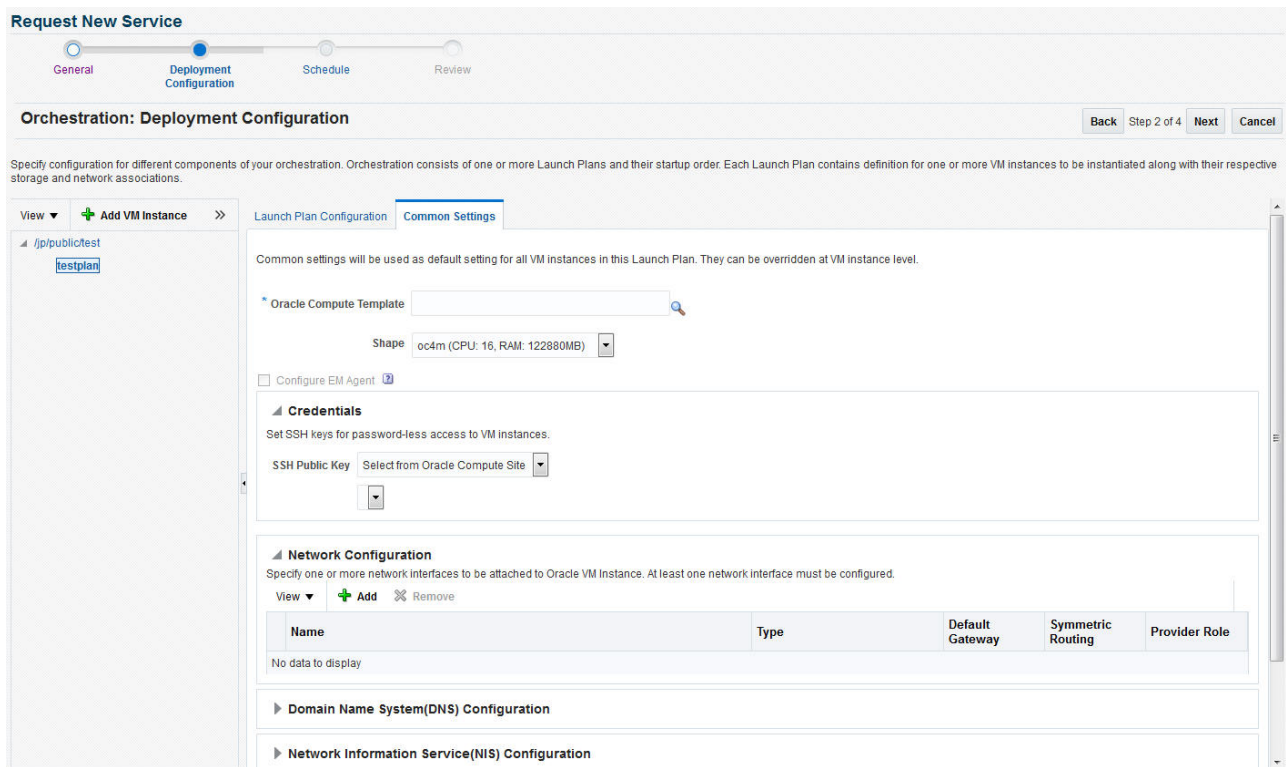 Request New Service
General
Deployment
Configuration
Schedule
Review
Orchestration: Deployment Configuration
Back Step 2 of 4 Next Cancel
Specify configuration for different components of your orchestration. Orchestration consists of one or more Launch Plans and their startup order. Each Launch Plan contains definition for one or more VM instances to be instantiated along with their respective
storage and network associations.
View Add VM Instance »
/jp/public/test
testplan
Launch Plan Configuration Common Settings
Common settings will be used as default setting for all VM instances in this Launch Plan. They can be overridden at VM instance level.
* Oracle Compute Template
Shape oc4m (CPU: 16, RAM: 122880MB)
Configure EM Agent ?
Credentials
Set SSH keys for password-less access to VM instances.
SSH Public Key Select from Oracle Compute Site
Network Configuration
Specify one or more network interfaces to be attached to Oracle VM Instance. At least one network interface must be configured.
View Add Remove
Name Type Default Gateway Symmetric Routing Provider Role
No data to display
Domain Name System(DNS) Configuration
Network Information Service(NIS) Configuration